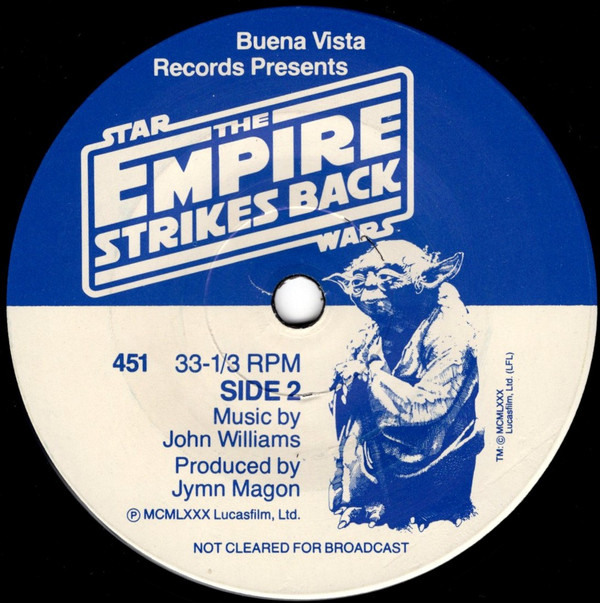 Buena Vista
Records Presents
STAR
THE
EMPIRE
STRIKES BACK
WARS
451 33-1/3 RPM
SIDE 2
Music by
John Williams
Produced by
Jymn Magon
Ⓟ MCMLXXX Lucasfilm, Ltd.
TM: © MCMLXXX
Lucasfilm, Ltd. (LFL)
NOT CLEARED FOR BROADCAST